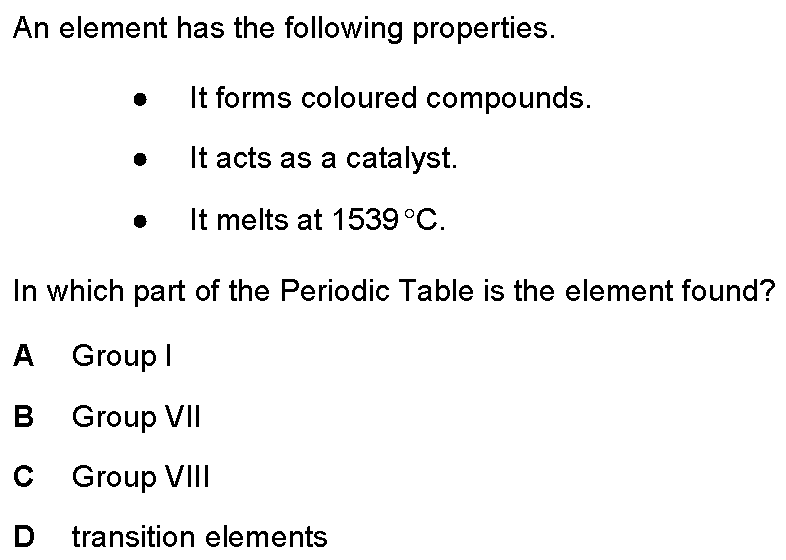 An element has the following properties.
● It forms coloured compounds.
● It acts as a catalyst.
● It melts at 1539 °C.
In which part of the Periodic Table is the element found?
A Group I
B Group VII
C Group VIII
D transition elements